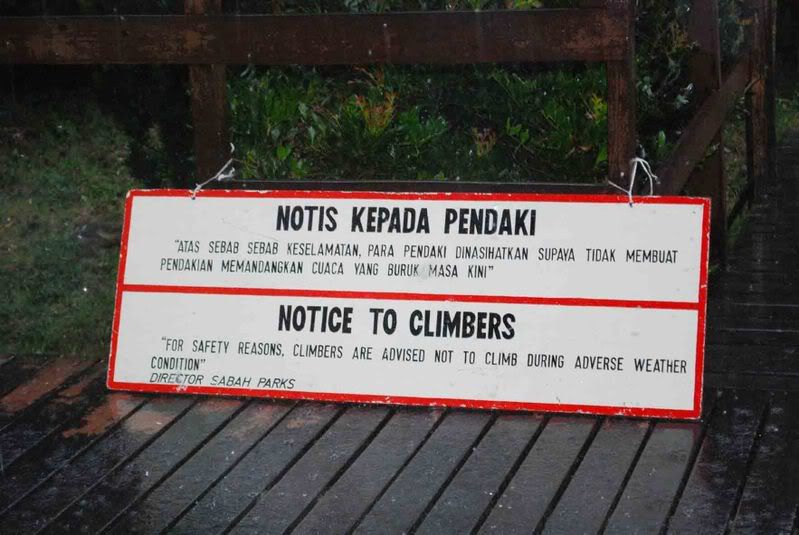 NOTIS KEPADA PENDAKI
"ATAS SEBAB SEBAB KESELAMATAN, PARA PENDAKI DINASIHATKAN SUPAYA TIDAK MEMBUAT
PENDAKIAN MEMANDANGKAN CUACA YANG BURUK MASA KINI"
NOTICE TO CLIMBERS
"FOR SAFETY REASONS, CLIMBERS ARE ADVISED NOT TO CLIMB DURING ADVERSE WEATHER
CONDITION"
DIRECTOR SABAH PARKS